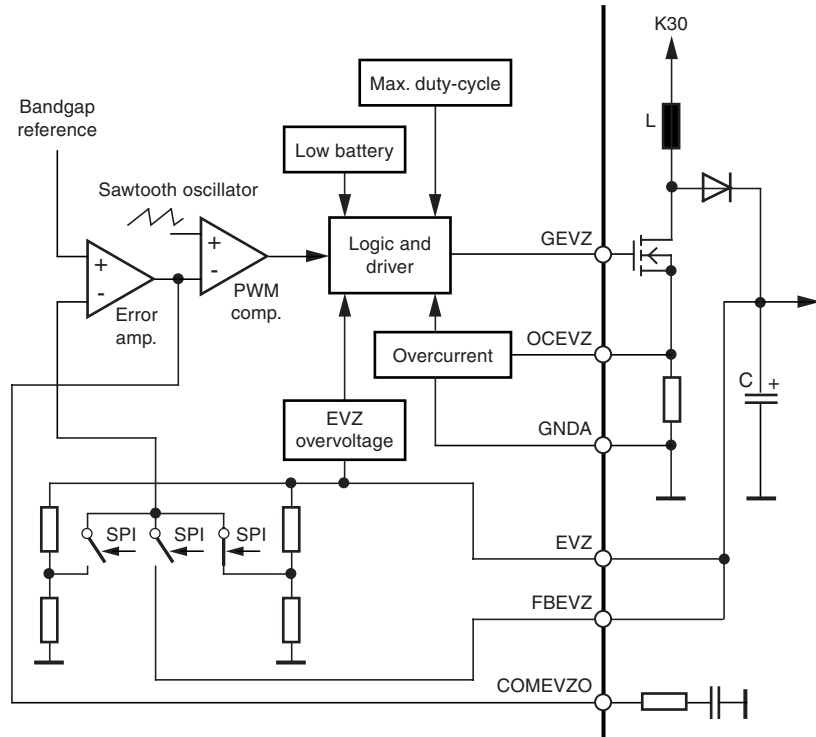 K30
Max. duty-cycle
Bandgap
reference
L
Low battery
Sawtooth oscillator
+
-
+
-
Logic and
driver
GEVZ
PWM
comp.
Error
amp.
OCEVZ
Overcurrent
C +
EVZ
overvoltage
GNDA
SPI SPI SPI
EVZ
FBEVZ
COMEVZO